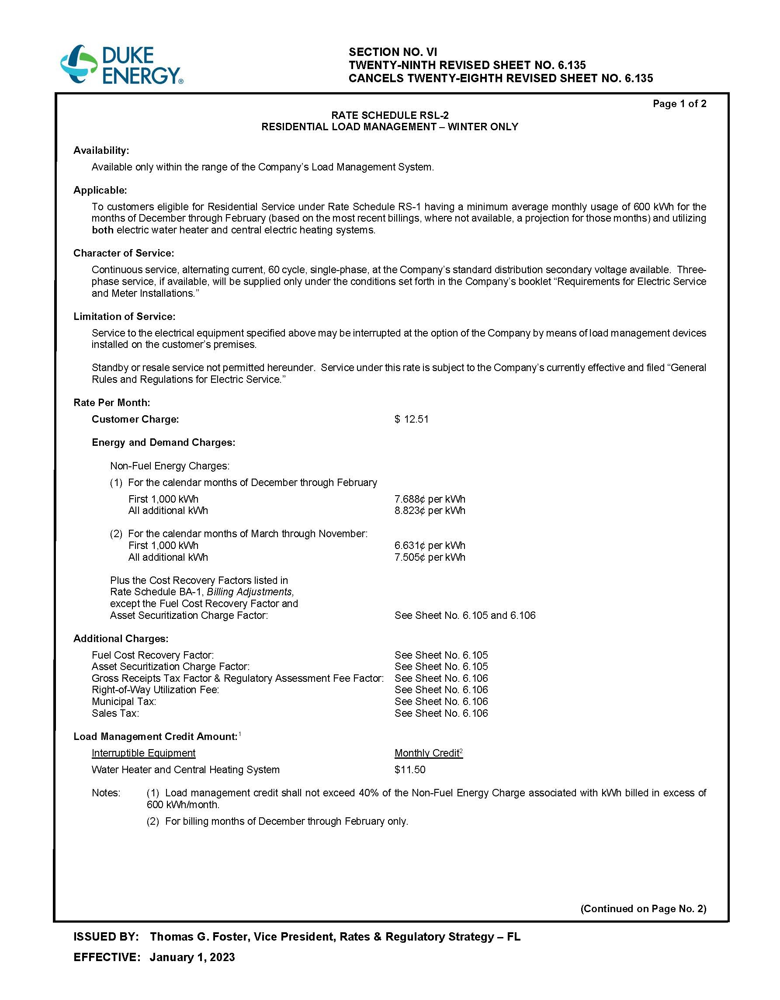 DUKE
ENERGY®
SECTION NO. VI
TWENTY-NINTH REVISED SHEET NO. 6.135
CANCELS TWENTY-EIGHTH REVISED SHEET NO. 6.135
Page 1 of 2
RATE SCHEDULE RSL-2
RESIDENTIAL LOAD MANAGEMENT – WINTER ONLY
Availability:
Available only within the range of the Company’s Load Management System.
Applicable:
To customers eligible for Residential Service under Rate Schedule RS-1 having a minimum average monthly usage of 600 kWh for the
months of December through February (based on the most recent billings, where not available, a projection for those months) and utilizing
both electric water heater and central electric heating systems.
Character of Service:
Continuous service, alternating current, 60 cycle, single-phase, at the Company’s standard distribution secondary voltage available. Three-
phase service, if available, will be supplied only under the conditions set forth in the Company’s booklet “Requirements for Electric Service
and Meter Installations.”
Limitation of Service:
Service to the electrical equipment specified above may be interrupted at the option of the Company by means of load management devices
installed on the customer’s premises.
Standby or resale service not permitted hereunder. Service under this rate is subject to the Company’s currently effective and filed “General
Rules and Regulations for Electric Service.”
Rate Per Month:
Customer Charge: $ 12.51
Energy and Demand Charges:
Non-Fuel Energy Charges:
(1) For the calendar months of December through February
First 1,000 kWh 7.688¢ per kWh
All additional kWh 8.823¢ per kWh
(2) For the calendar months of March through November:
First 1,000 kWh 6.631¢ per kWh
All additional kWh 7.505¢ per kWh
Plus the Cost Recovery Factors listed in
Rate Schedule BA-1, Billing Adjustments,
except the Fuel Cost Recovery Factor and
Asset Securitization Charge Factor: See Sheet No. 6.105 and 6.106
Additional Charges:
Fuel Cost Recovery Factor: See Sheet No. 6.105
Asset Securitization Charge Factor: See Sheet No. 6.105
Gross Receipts Tax Factor & Regulatory Assessment Fee Factor: See Sheet No. 6.106
Right-of-Way Utilization Fee: See Sheet No. 6.106
Municipal Tax: See Sheet No. 6.106
Sales Tax: See Sheet No. 6.106
Load Management Credit Amount:1
Interruptible Equipment Monthly Credit2
Water Heater and Central Heating System $11.50
Notes: (1) Load management credit shall not exceed 40% of the Non-Fuel Energy Charge associated with kWh billed in excess of
600 kWh/month.
(2) For billing months of December through February only.
(Continued on Page No. 2)
ISSUED BY: Thomas G. Foster, Vice President, Rates & Regulatory Strategy – FL
EFFECTIVE: January 1, 2023